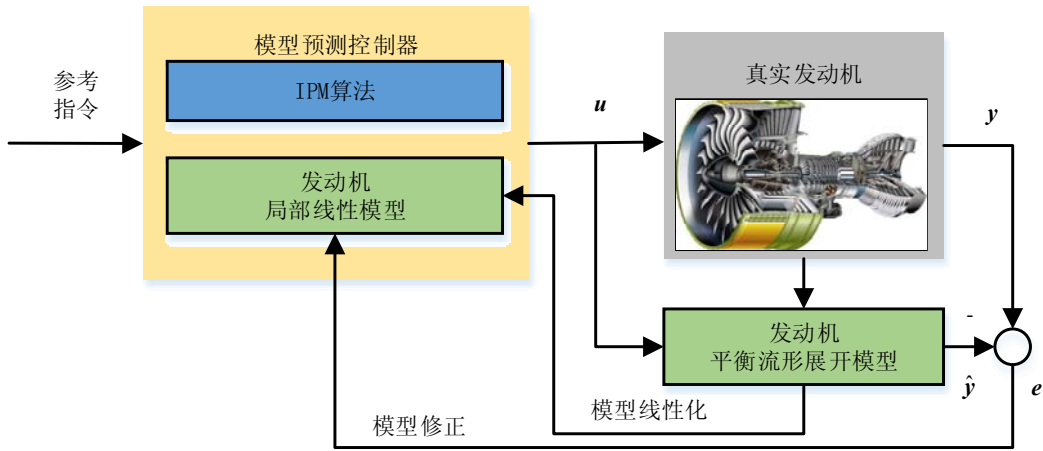 模型预测控制器
IPM算法
参考
指令
发动机
局部线性模型
u
真实发动机
y
发动机
平衡流形展开模型
-
ŷ
e
模型线性化
模型修正